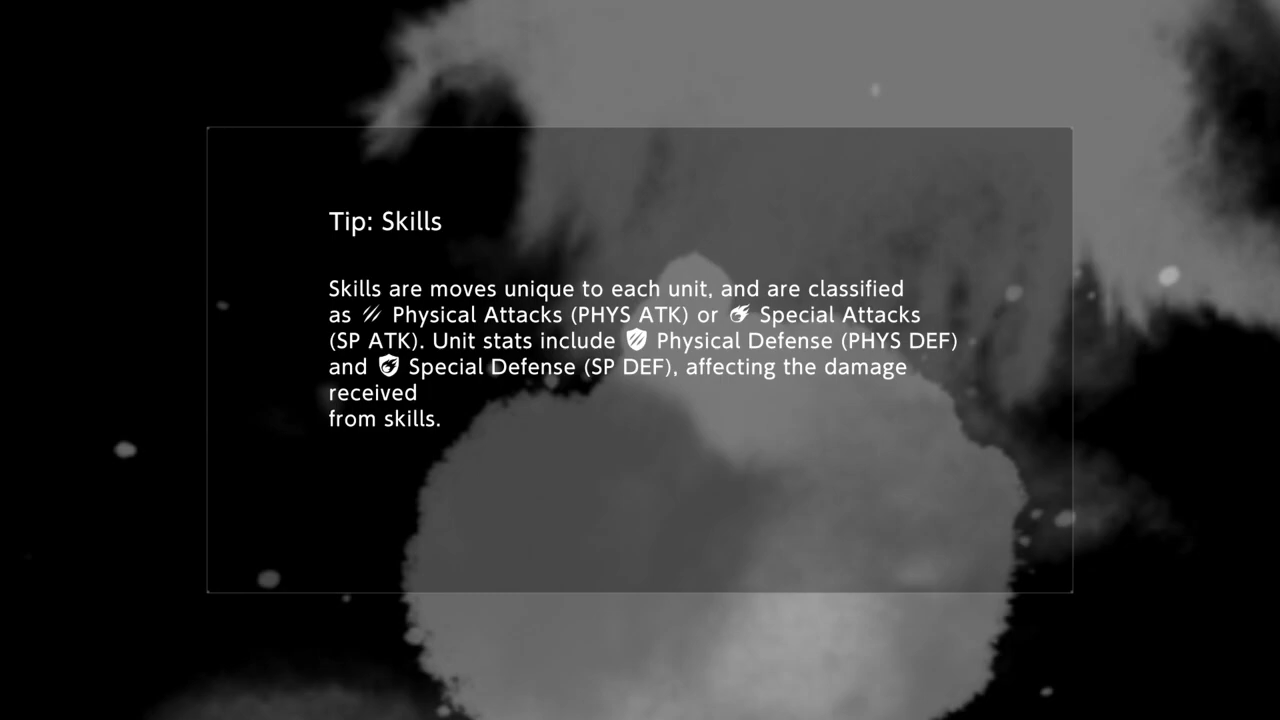 Tip: Skills
Skills are moves unique to each unit, and are classified
as Physical Attacks (PHYS ATK) or Special Attacks
(SP ATK). Unit stats include Physical Defense (PHYS DEF)
and Special Defense (SP DEF), affecting the damage
received
from skills.